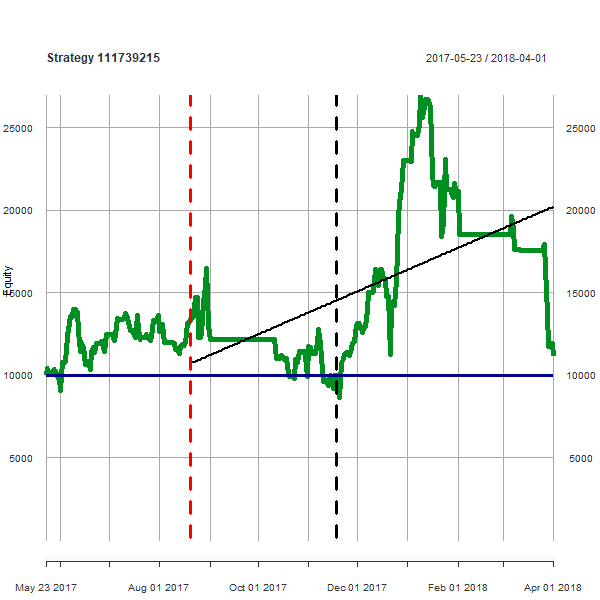 Strategy 111739215
2017-05-23 / 2018-04-01
25000
25000
20000
20000
15000
15000
10000
10000
5000
5000
Equity
May 23 2017
Aug 01 2017
Oct 01 2017
Dec 01 2017
Feb 01 2018
Apr 01 2018